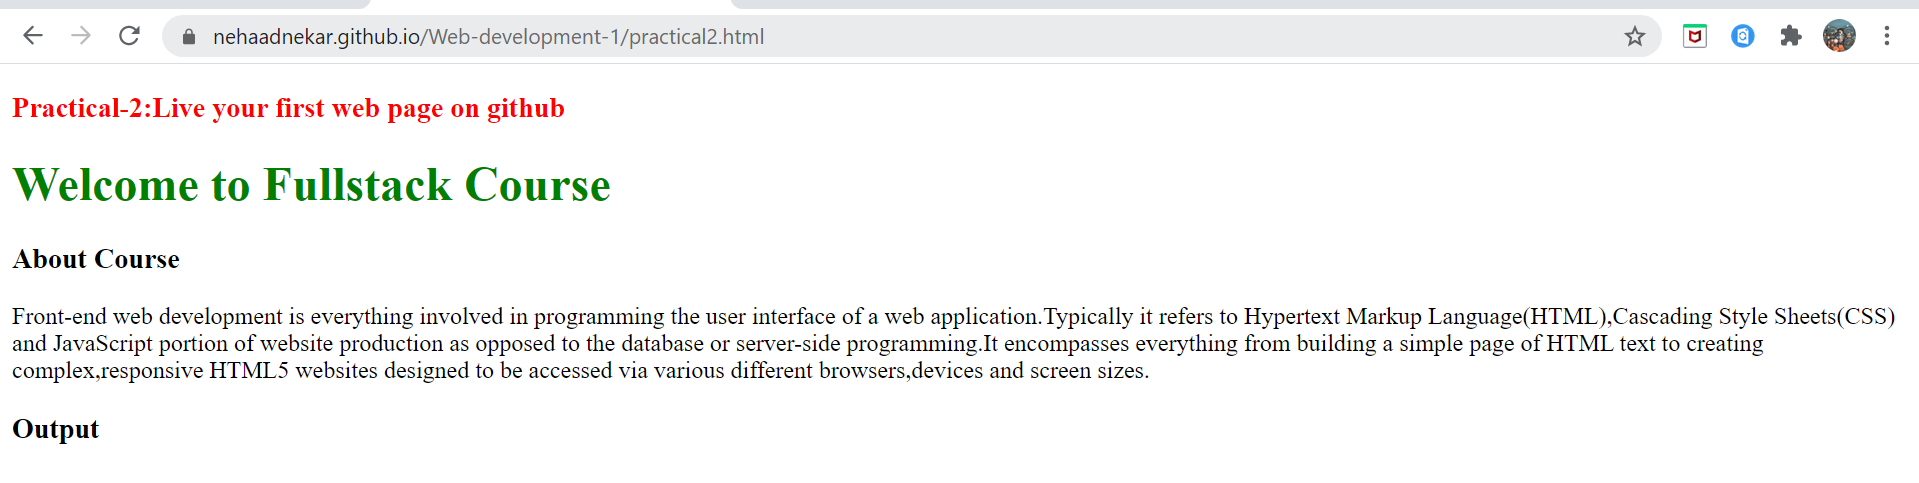 nehaadnekar.github.io/Web-development-1/practical2.html
Practical-2:Live your first web page on github
Welcome to Fullstack Course
About Course
Front-end web development is everything involved in programming the user interface of a web application.Typically it refers to Hypertext Markup Language(HTML),Cascading Style Sheets(CSS)
and JavaScript portion of website production as opposed to the database or server-side programming.It encompasses everything from building a simple page of HTML text to creating
complex,responsive HTML5 websites designed to be accessed via various different browsers,devices and screen sizes.
Output